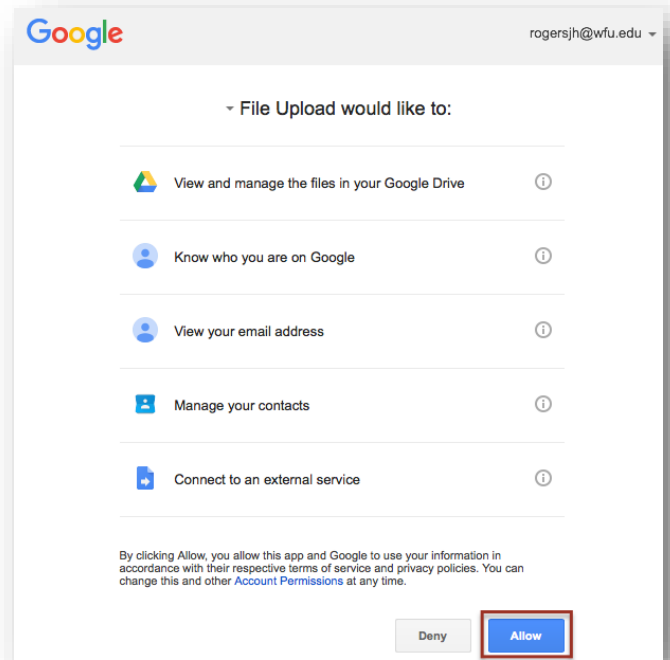 Google
rogersjh@wfu.edu
File Upload would like to:
View and manage the files in your Google Drive
Know who you are on Google
View your email address
Manage your contacts
Connect to an external service
By clicking Allow, you allow this app and Google to use your information in
accordance with their respective terms of service and privacy policies. You can
change this and other Account Permissions at any time.
Deny
Allow